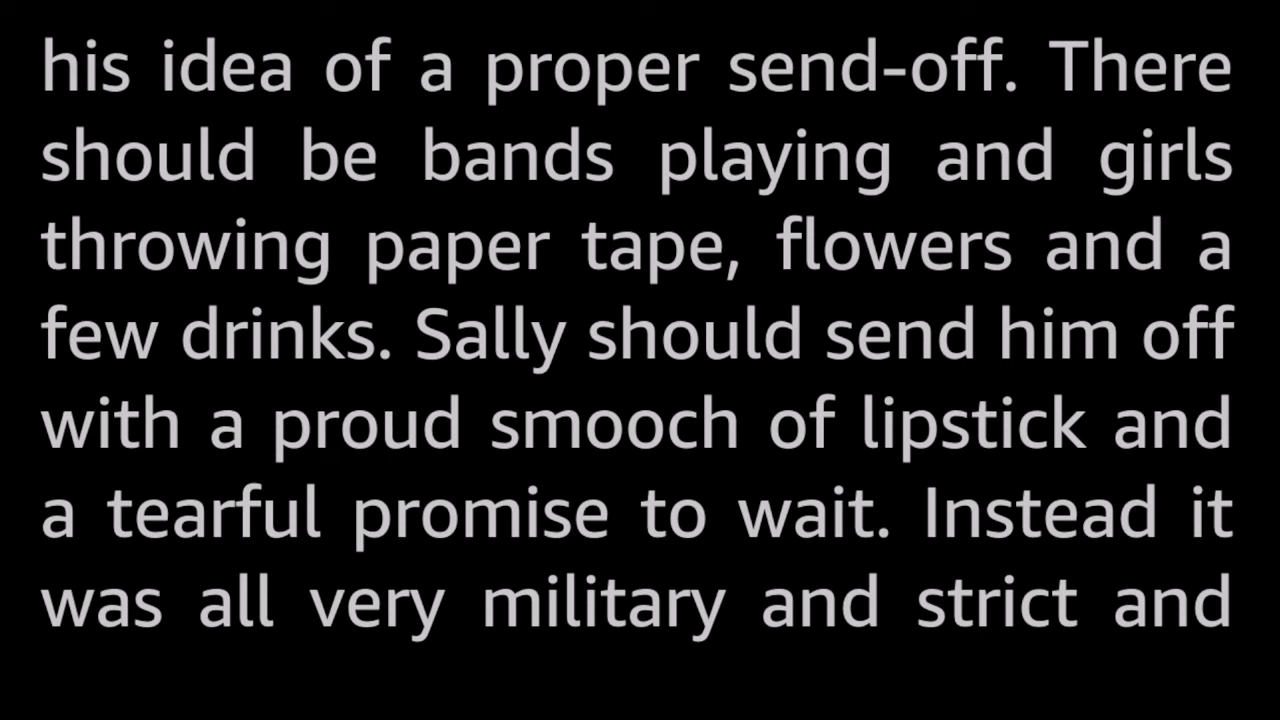 his idea of a proper send-off. There
should be bands playing and girls
throwing paper tape, flowers and a
few drinks. Sally should send him off
with a proud smooch of lipstick and
a tearful promise to wait. Instead it
was all very military and strict and